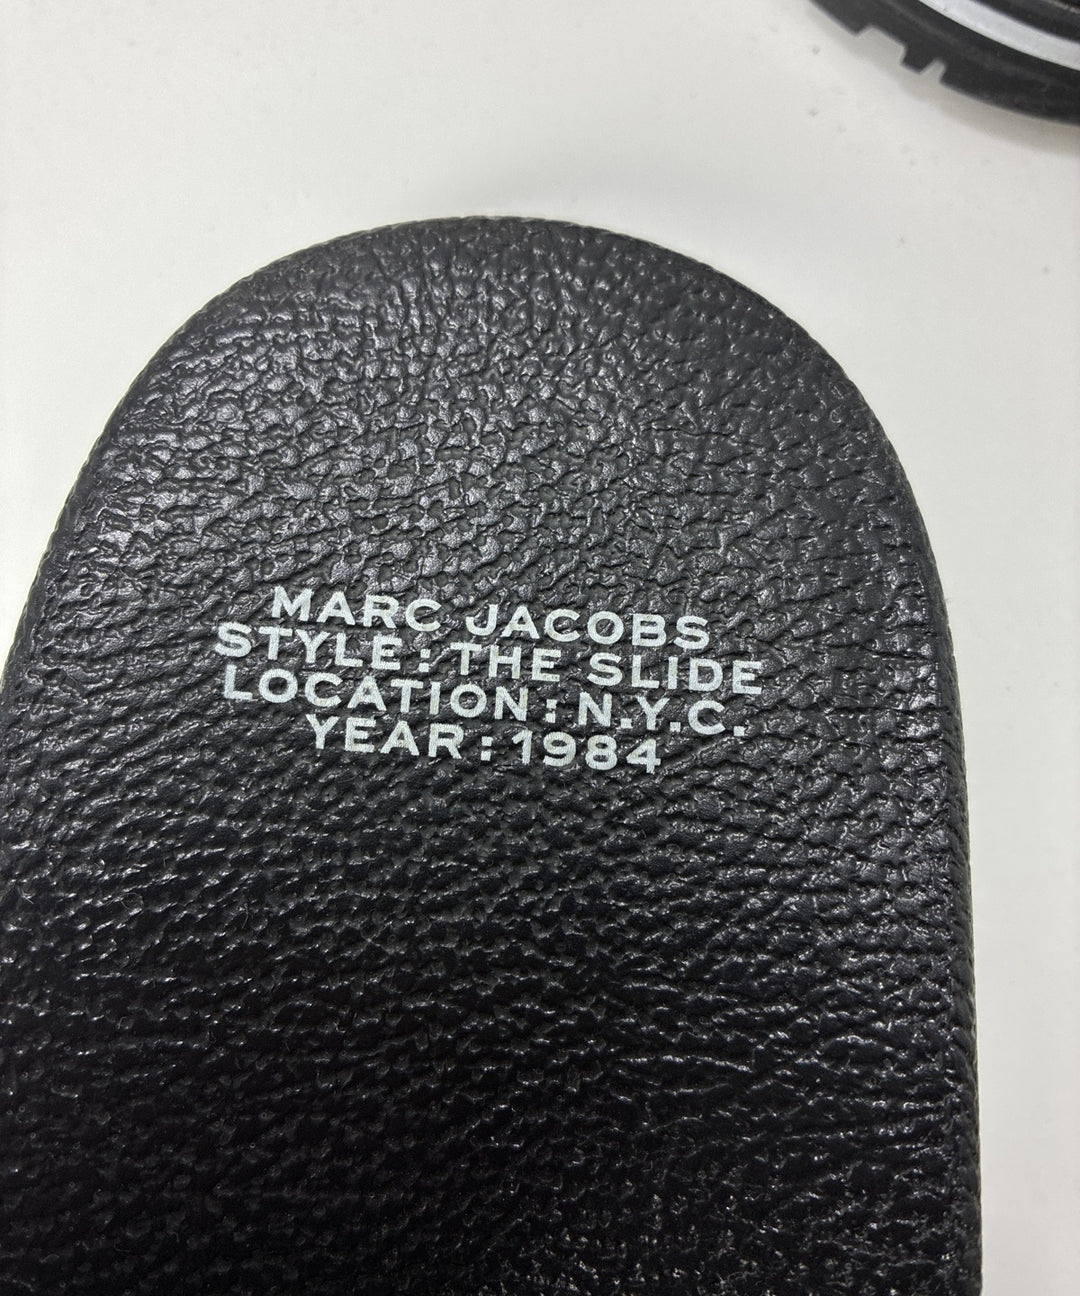 MARC JACOBS
STYLE : THE SLIDE
LOCATION : N.Y.C.
YEAR : 1984